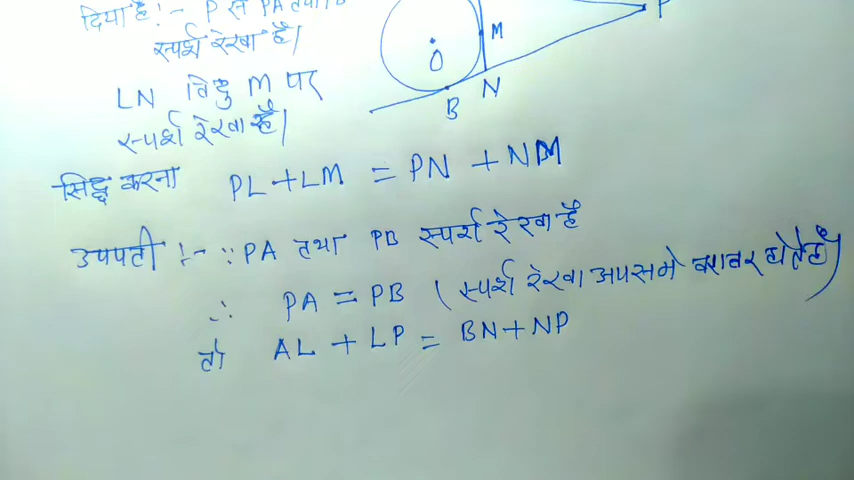 दिया है :- P से PA तथा
स्पर्श रेखा है।
LN बिंदु M पर
स्पर्श रेखा है।
P
M
O
N
B
सिद्ध करना PL + LM = PN + NM
उपपती :- ∵ PA तथा PB स्पर्श रेखा है
∴ PA = PB (स्पर्श रेखा अपस मे बराबर होते है)
तो AL + LP = BN + NP